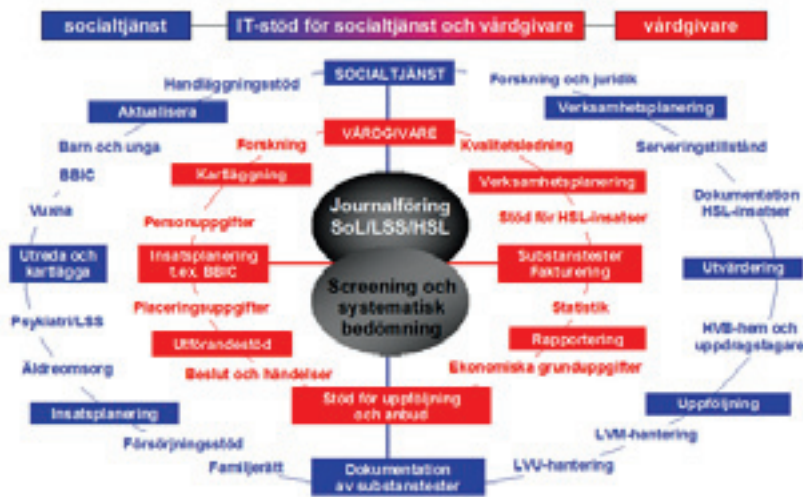 socialtjänst
IT-stöd för socialtjänst och vårdgivare
vårdgivare
SOCIALTJÄNST
Handläggningsstöd
Forskning och juridik
Aktualisera
Verksamhetsplanering
VÅRDGIVARE
Barn och unga
Forskning
Kvalitetsledning
Serveringstillstånd
BBIC
Kartläggning
Verksamhetsplanering
Vuxna
Journalföring
SoL/LSS/HSL
Dokumentation
HSL-insatser
Personuppgifter
Stöd för HSL-insatser
Utreda och
kartlägga
Insatsplanering
t.ex. BBIC
Substanstester
Fakturering
Utvärdering
Screening och
systematisk
bedömning
Placeringsuppgifter
Statistik
Psykiatri/LSS
HVB-hem och
uppdragstagare
Utförandestöd
Rapportering
Äldreomsorg
Beslut och händelser
Ekonomiska grunduppgifter
Insatsplanering
Stöd för uppföljning
och anbud
Uppföljning
Försörjningsstöd
LVM-hantering
Familjerätt
Dokumentation
av substanstester
LVU-hantering